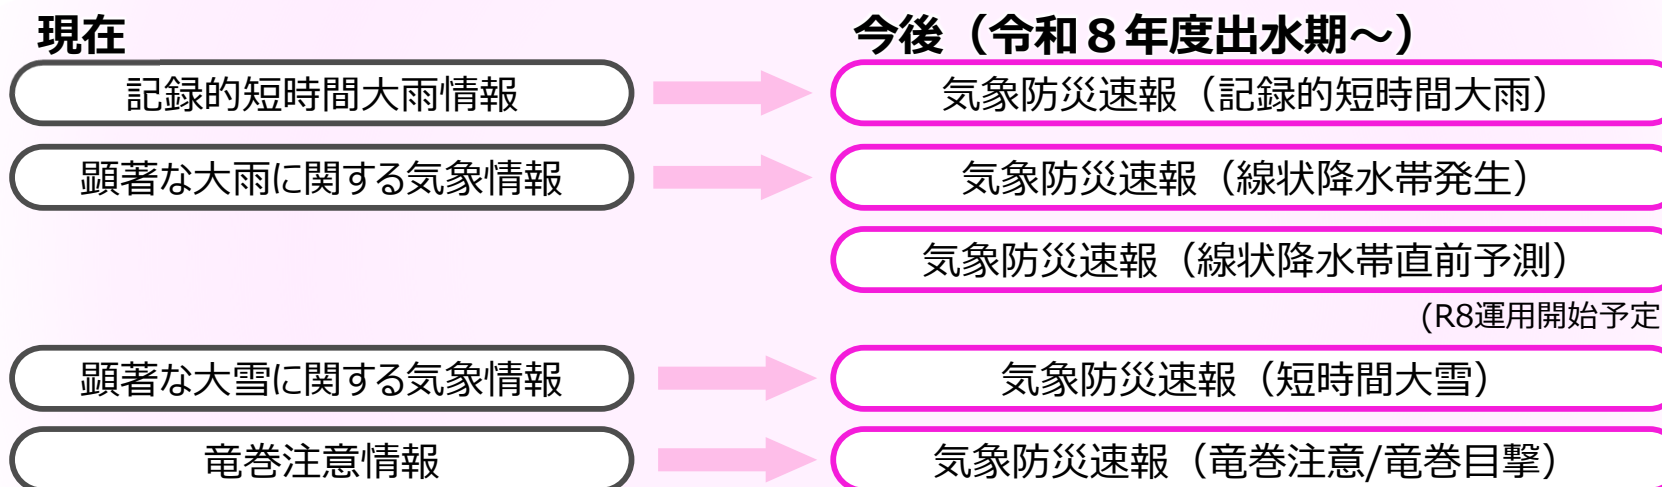 現在
今後（令和８年度出水期～）
記録的短時間大雨情報
気象防災速報（記録的短時間大雨）
顕著な大雨に関する気象情報
気象防災速報（線状降水帯発生）
気象防災速報（線状降水帯直前予測）
(R8運用開始予定
顕著な大雪に関する気象情報
気象防災速報（短時間大雪）
竜巻注意情報
気象防災速報（竜巻注意/竜巻目撃）